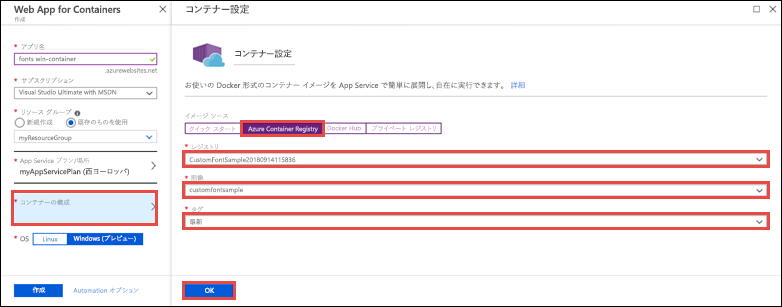 Web App for Containers
作成
* アプリ名
fonts win-container
.azurewebsites.net
* サブスクリプション
Visual Studio Ultimate with MSDN
* リソース グループ
新規作成 既存のものを使用
myResourceGroup
* App Service プラン/場所
myAppServicePlan (西ヨーロッパ)
* コンテナーの構成
* OS Linux Windows (プレビュー)
作成 Automation オプション
コンテナー設定
コンテナー設定
お使いの Docker 形式のコンテナー イメージを App Service で簡単に展開し、自在に実行できます。 詳細
イメージ ソース
クイック スタート Azure Container Registry Docker Hub プライベート レジストリ
* レジストリ
CustomFontSample20180914115836
* 画像
customfontsample
* タグ
最新
OK